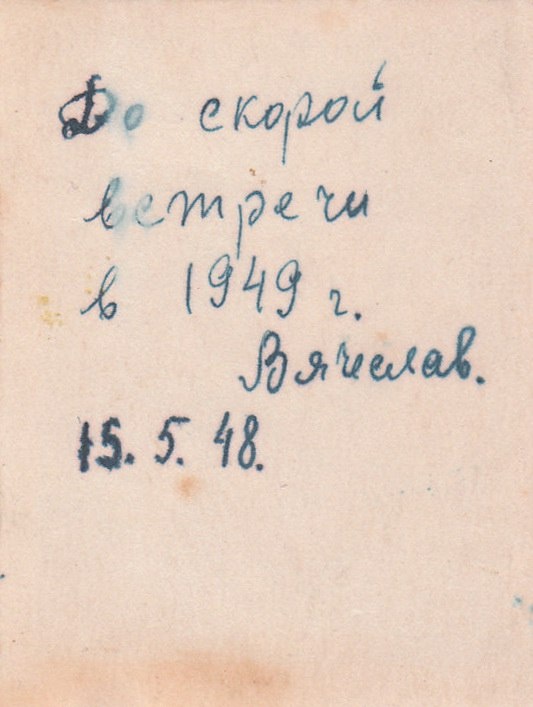 До скорой
встречи
в 1949 г.
Вячеслав.
15. 5. 48.